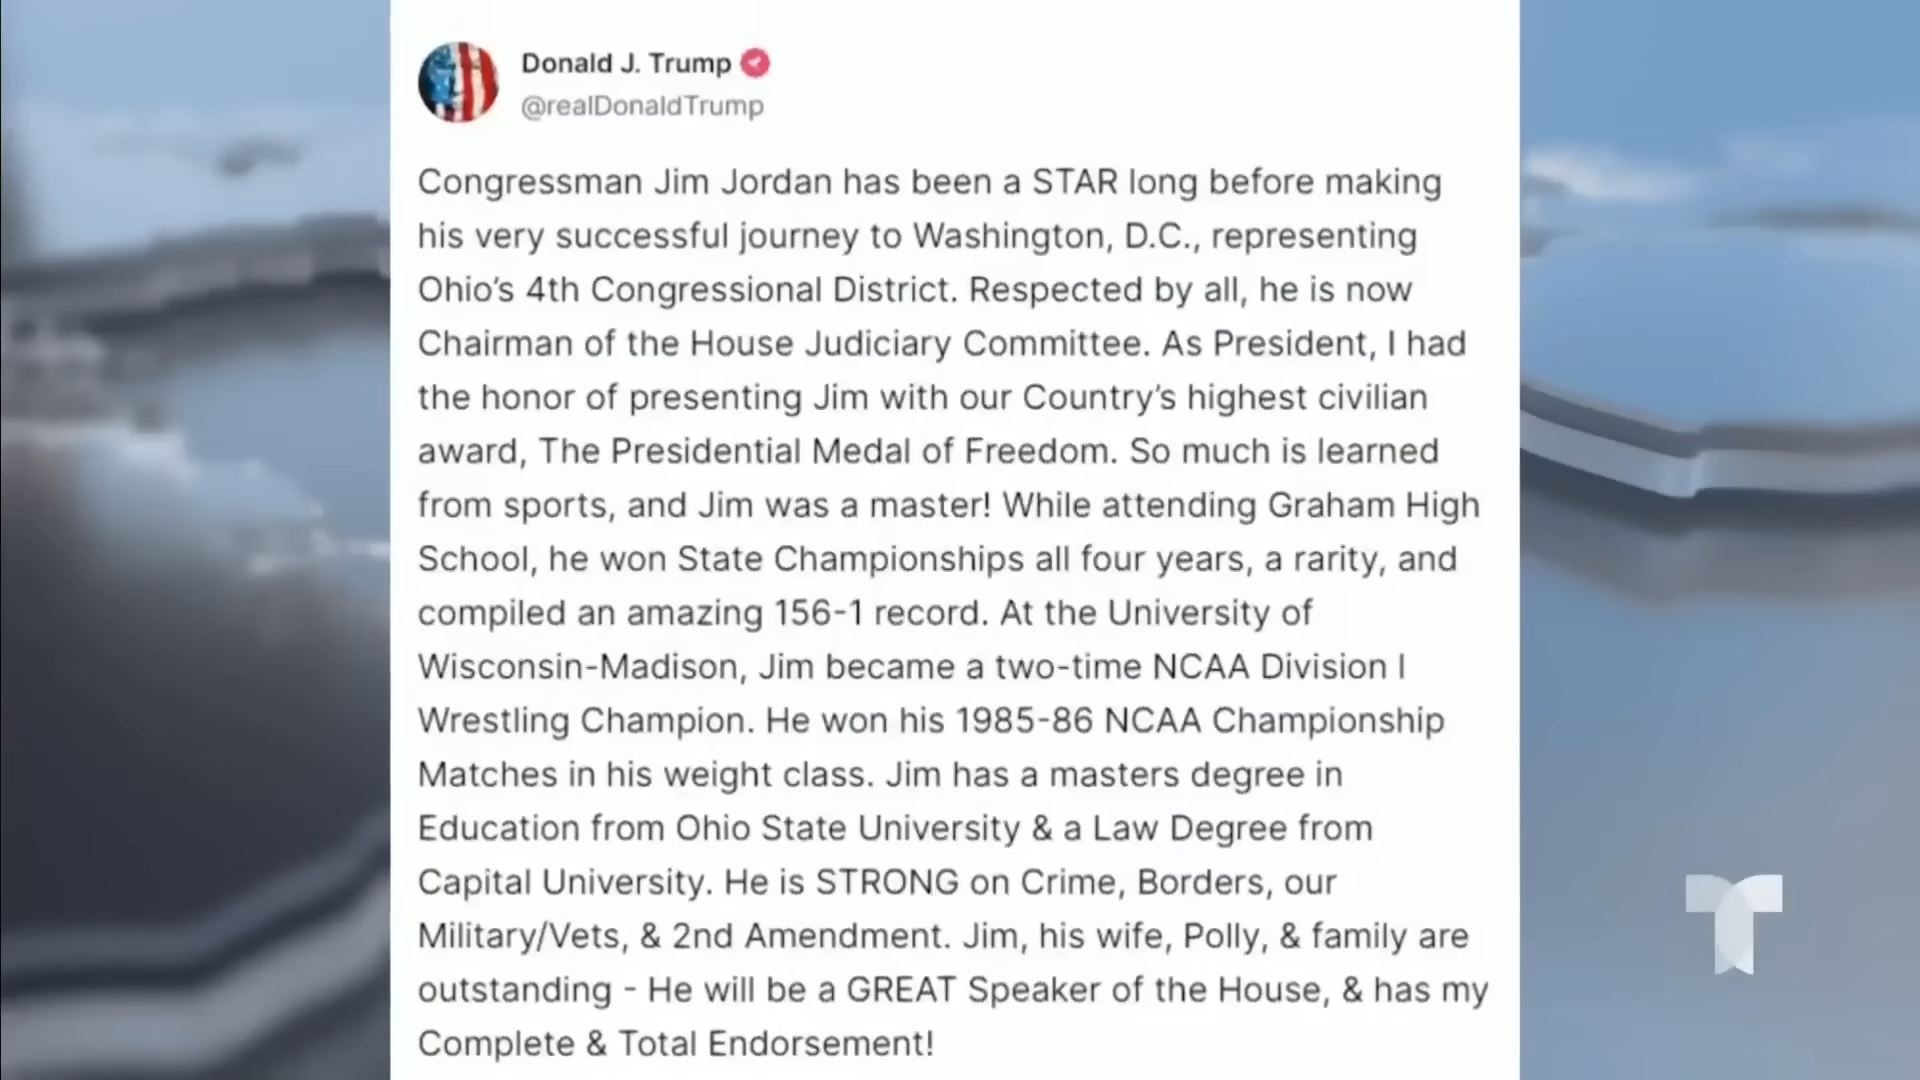 Donald J. Trump
@realDonaldTrump
Congressman Jim Jordan has been a STAR long before making
his very successful journey to Washington, D.C., representing
Ohio’s 4th Congressional District. Respected by all, he is now
Chairman of the House Judiciary Committee. As President, I had
the honor of presenting Jim with our Country’s highest civilian
award, The Presidential Medal of Freedom. So much is learned
from sports, and Jim was a master! While attending Graham High
School, he won State Championships all four years, a rarity, and
compiled an amazing 156-1 record. At the University of
Wisconsin-Madison, Jim became a two-time NCAA Division I
Wrestling Champion. He won his 1985-86 NCAA Championship
Matches in his weight class. Jim has a masters degree in
Education from Ohio State University & a Law Degree from
Capital University. He is STRONG on Crime, Borders, our
Military/Vets, & 2nd Amendment. Jim, his wife, Polly, & family are
outstanding - He will be a GREAT Speaker of the House, & has my
Complete & Total Endorsement!